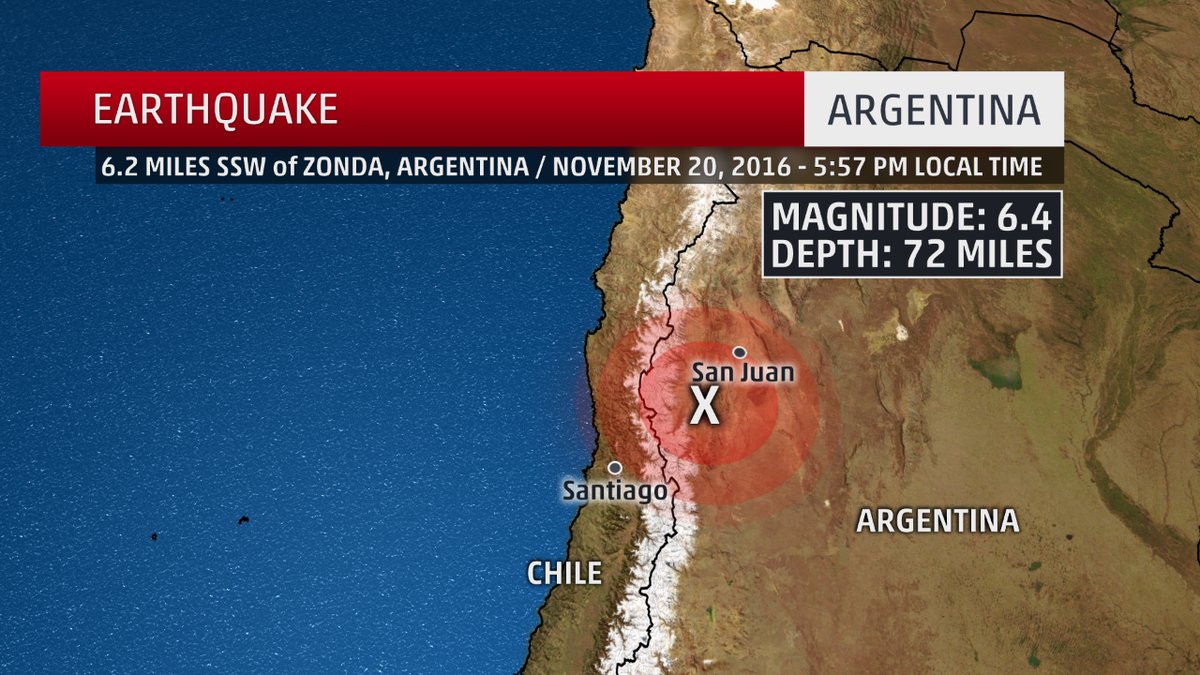 EARTHQUAKE
ARGENTINA
6.2 MILES SSW of ZONDA, ARGENTINA / NOVEMBER 20, 2016 - 5:57 PM LOCAL TIME
MAGNITUDE: 6.4
DEPTH: 72 MILES
San Juan
X
Santiago
ARGENTINA
CHILE